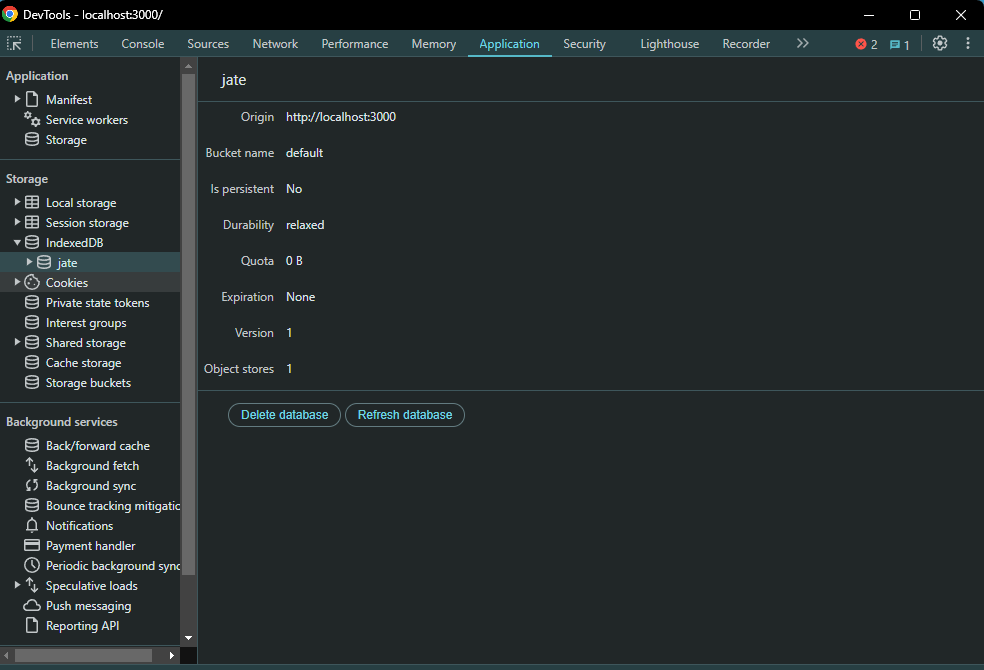 DevTools - localhost:3000/
Elements Console Sources Network Performance Memory Application Security Lighthouse Recorder 2 1
Application
Manifest
Service workers
Storage
Storage
Local storage
Session storage
IndexedDB
jate
Cookies
Private state tokens
Interest groups
Shared storage
Cache storage
Storage buckets
Background services
Back/forward cache
Background fetch
Background sync
Bounce tracking mitigatic
Notifications
Payment handler
Periodic background sync
Speculative loads
Push messaging
Reporting API
jate
Origin http://localhost:3000
Bucket name default
Is persistent No
Durability relaxed
Quota 0 B
Expiration None
Version 1
Object stores 1
Delete database Refresh database